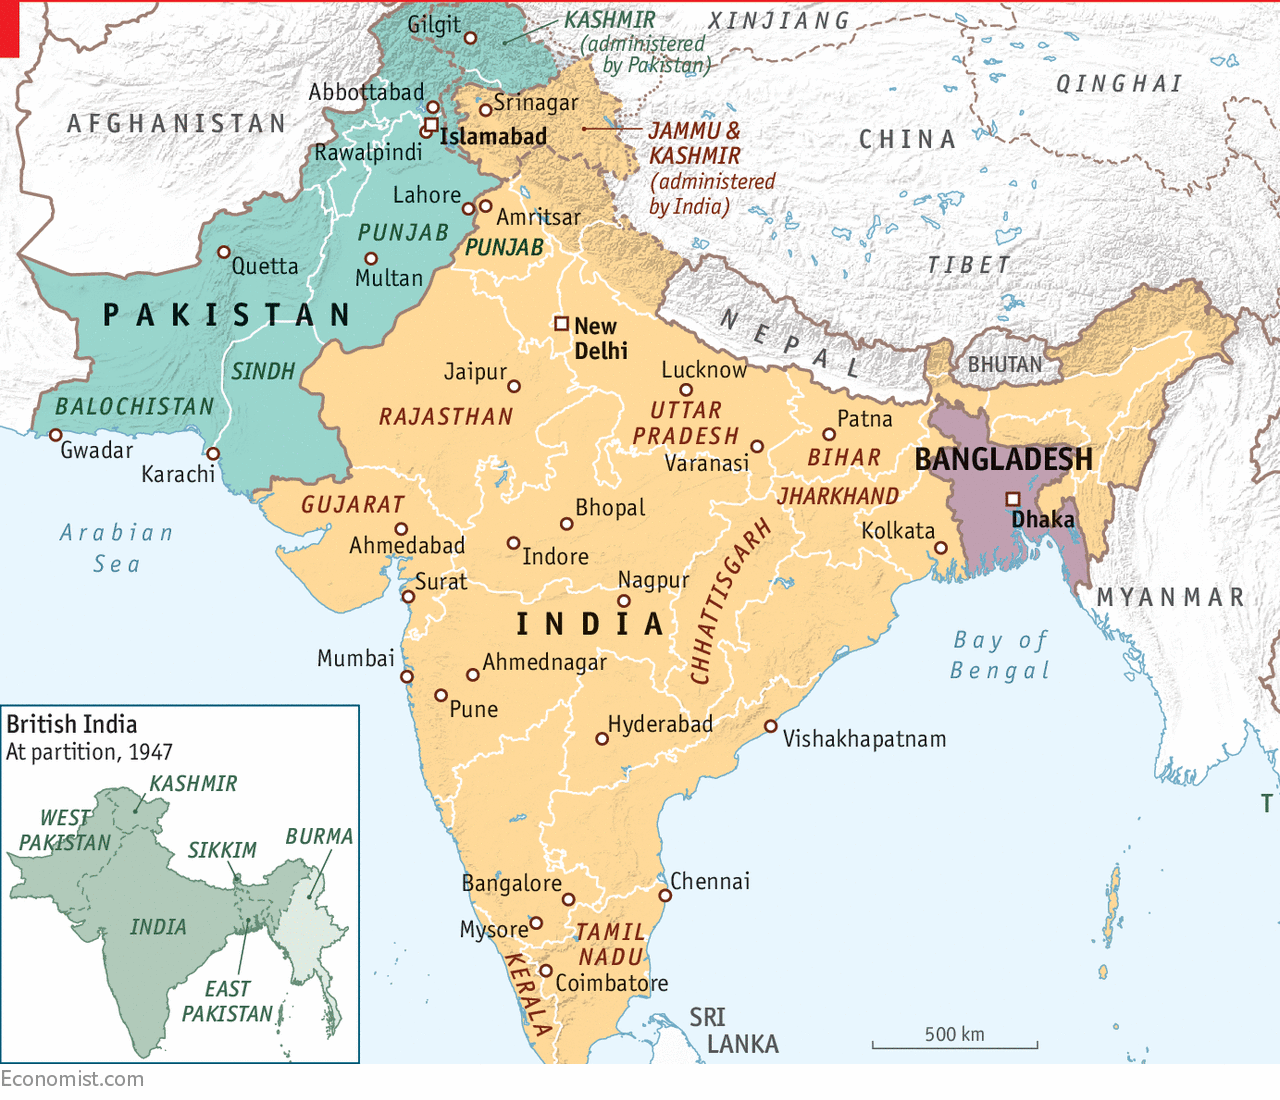 Gilgit
KASHMIR
(administered
by Pakistan)
XINJIANG
QINGHAI
Abbottabad
Srinagar
AFGHANISTAN
Islamabad
JAMMU &
KASHMIR
(administered
by India)
CHINA
Rawalpindi
Lahore
Amritsar
PUNJAB
PUNJAB
Quetta
Multan
TIBET
PAKISTAN
NEPAL
New
Delhi
BHUTAN
SINDH
Jaipur
Lucknow
BALOCHISTAN
RAJASTHAN
UTTAR
PRADESH
Patna
Gwadar
Karachi
Varanasi
BIHAR
BANGLADESH
GUJARAT
JHARKHAND
Bhopal
Dhaka
Arabian
Sea
Ahmedabad
Indore
Kolkata
CHHATTISGARH
Surat
Nagpur
MYANMAR
INDIA
Bay of
Bengal
Mumbai
Ahmednagar
Pune
Hyderabad
Vishakhapatnam
British India
At partition, 1947
KASHMIR
WEST
PAKISTAN
SIKKIM
BURMA
INDIA
EAST
PAKISTAN
T
Bangalore
Chennai
Mysore
TAMIL
NADU
KERALA
Coimbatore
SRI
LANKA
500 km
Economist.com